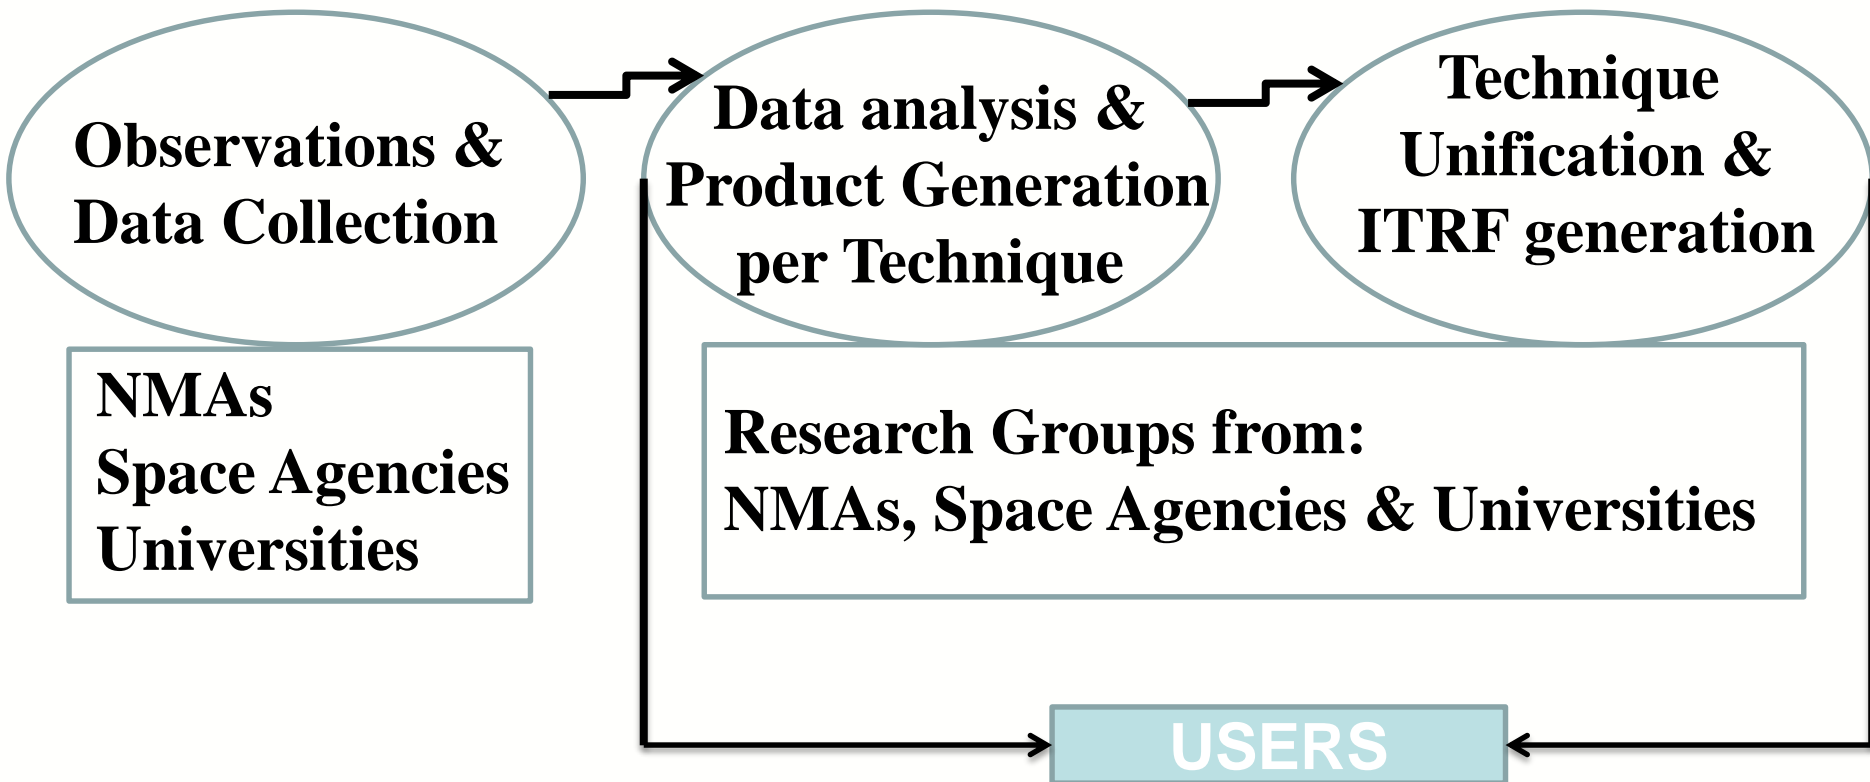 Observations &
Data Collection
Data analysis &
Product Generation
per Technique
Technique
Unification &
ITRF generation
NMAs
Space Agencies
Universities
Research Groups from:
NMAs, Space Agencies & Universities
USERS